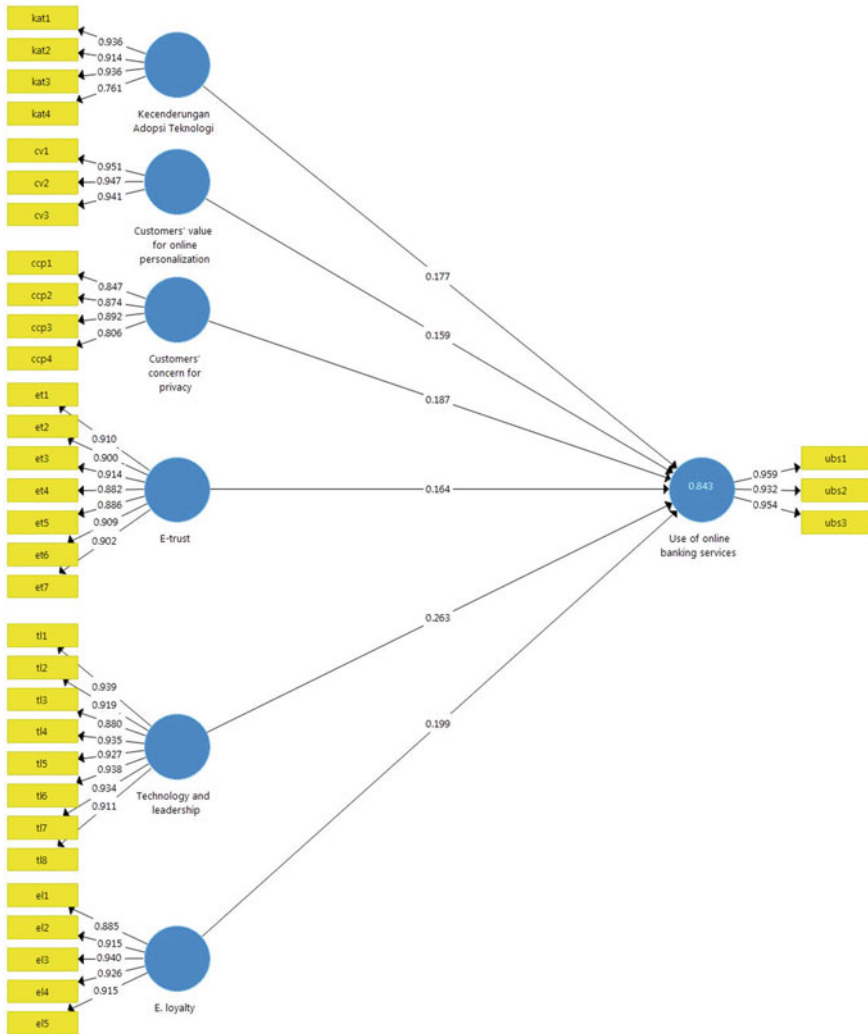 kat1
kat2
kat3
kat4
0.936
0.914
0.936
0.761
Kecenderungan
Adopsi Teknologi
cv1
cv2
cv3
0.951
0.947
0.941
Customers' value
for online
personalization
ccp1
ccp2
ccp3
ccp4
0.847
0.874
0.892
0.806
Customers'
concern for
privacy
et1
et2
et3
et4
et5
et6
et7
0.910
0.900
0.914
0.882
0.886
0.909
0.902
E-trust
tl1
tl2
tl3
tl4
tl5
tl6
tl7
tl8
0.939
0.919
0.880
0.935
0.927
0.938
0.934
0.911
Technology and
leadership
el1
el2
el3
el4
el5
0.885
0.915
0.940
0.926
0.915
E. loyalty
0.177
0.159
0.187
0.164
0.263
0.199
0.843
Use of online
banking services
0.959
0.932
0.954
ubs1
ubs2
ubs3